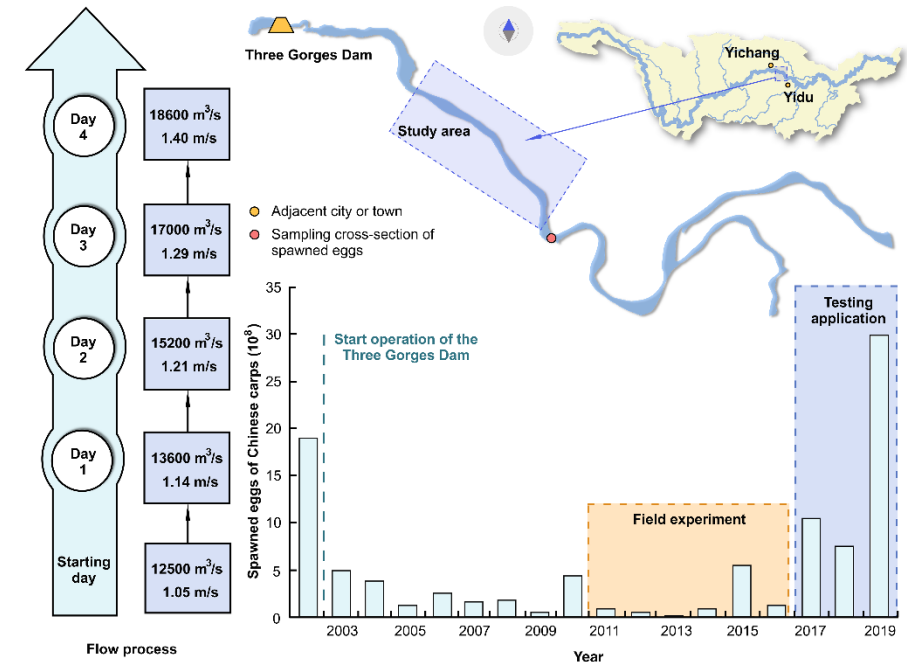 Day
4
18600 m³/s
1.40 m/s
Day
3
17000 m³/s
1.29 m/s
Day
2
15200 m³/s
1.21 m/s
Day
1
13600 m³/s
1.14 m/s
Starting
day
12500 m³/s
1.05 m/s
Flow process
Three Gorges Dam
Study area
Yichang
Yidu
Adjacent city or town
Sampling cross-section of
spawned eggs
Spawned eggs of Chinese carps (10⁸)
35
30
25
20
15
10
5
0
Start operation of the
Three Gorges Dam
Field experiment
Testing
application
2003
2005
2007
2009
2011
2013
2015
2017
2019
Year